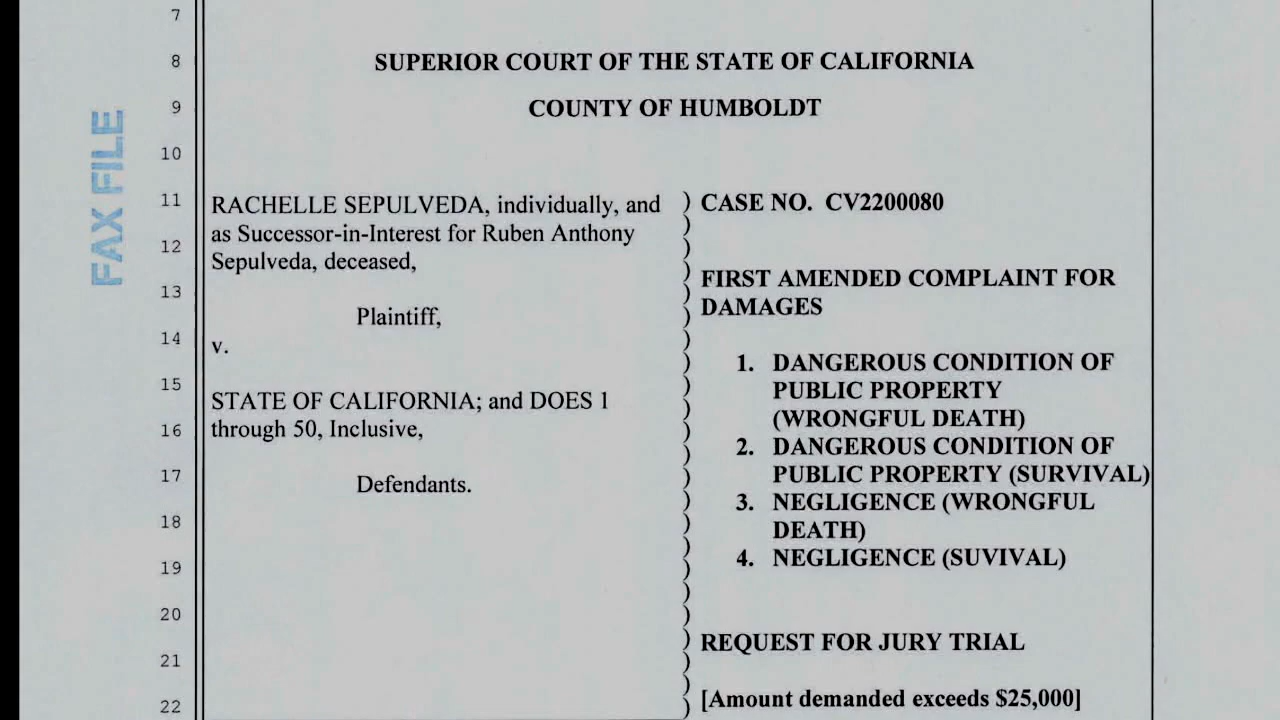 7
8 SUPERIOR COURT OF THE STATE OF CALIFORNIA
9 COUNTY OF HUMBOLDT
10
FAX FILE
11
12
13
14
15
16
17
18
19
20
21
22
RACHELLE SEPULVEDA, individually, and
as Successor-in-Interest for Ruben Anthony
Sepulveda, deceased,
Plaintiff,
v.
STATE OF CALIFORNIA; and DOES 1
through 50, Inclusive,
Defendants.
) CASE NO. CV2200080
)
)
) FIRST AMENDED COMPLAINT FOR
) DAMAGES
)
) 1. DANGEROUS CONDITION OF
) PUBLIC PROPERTY
) (WRONGFUL DEATH)
) 2. DANGEROUS CONDITION OF
) PUBLIC PROPERTY (SURVIVAL)
) 3. NEGLIGENCE (WRONGFUL
) DEATH)
) 4. NEGLIGENCE (SUVIVAL)
)
)
) REQUEST FOR JURY TRIAL
)
) [Amount demanded exceeds $25,000]